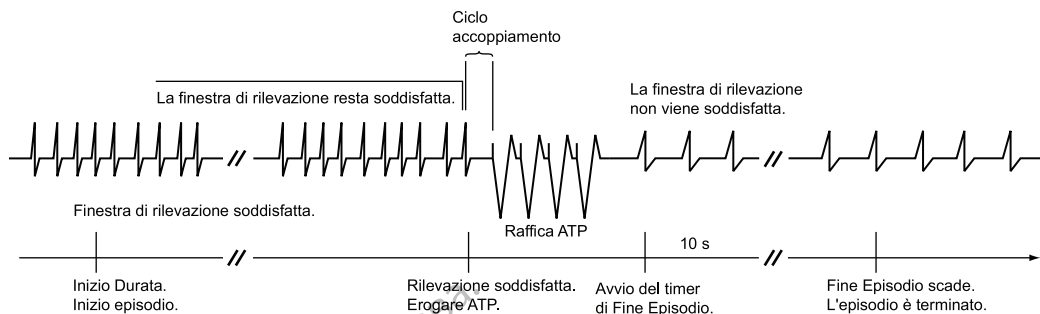 Ciclo
accoppiamento
La finestra di rilevazione resta soddisfatta.
La finestra di rilevazione
non viene soddisfatta.
Finestra di rilevazione soddisfatta.
Raffica ATP
10 s
Inizio Durata.
Inizio episodio.
Rilevazione soddisfatta.
Erogare ATP.
Avvio del timer
di Fine Episodio.
Fine Episodio scade.
L'episodio è terminato.